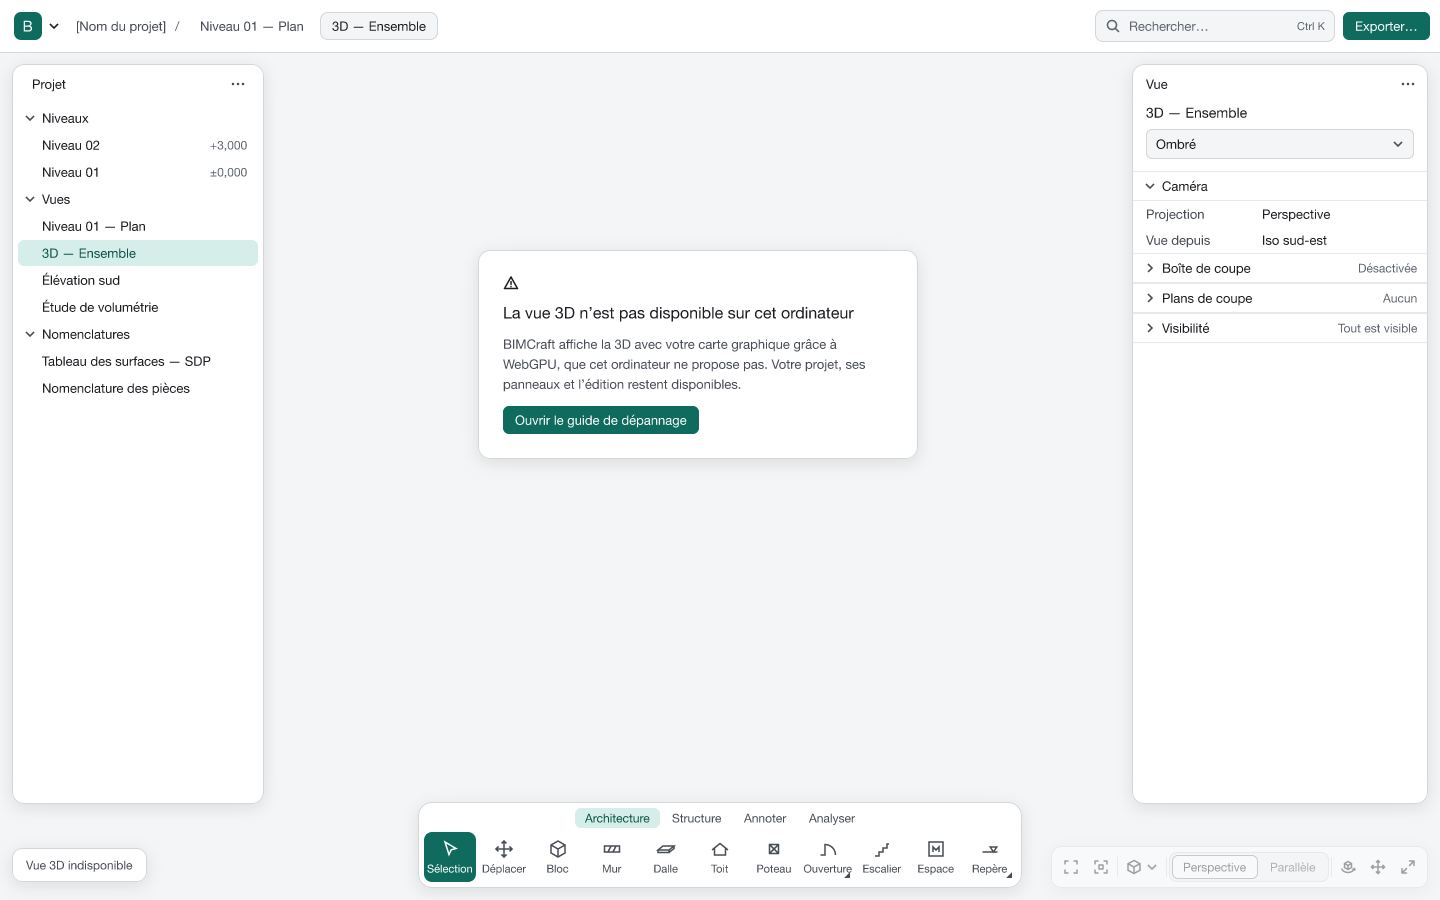 B
[Nom du projet] /
Niveau 01 — Plan
3D — Ensemble
Rechercher…
Ctrl K
Exporter…
Projet
Niveaux
Niveau 02 +3,000
Niveau 01 ±0,000
Vues
Niveau 01 — Plan
3D — Ensemble
Élévation sud
Étude de volumétrie
Nomenclatures
Tableau des surfaces — SDP
Nomenclature des pièces
La vue 3D n’est pas disponible sur cet ordinateur
BIMCraft affiche la 3D avec votre carte graphique grâce à
WebGPU, que cet ordinateur ne propose pas. Votre projet, ses
panneaux et l’édition restent disponibles.
Ouvrir le guide de dépannage
Vue
3D — Ensemble
Ombré
Caméra
Projection Perspective
Vue depuis Iso sud-est
Boîte de coupe Désactivée
Plans de coupe Aucun
Visibilité Tout est visible
Architecture Structure Annoter Analyser
Sélection Déplacer Bloc Mur Dalle Toit Poteau Ouverture Escalier Espace Repère
Vue 3D indisponible
Perspective Parallèle